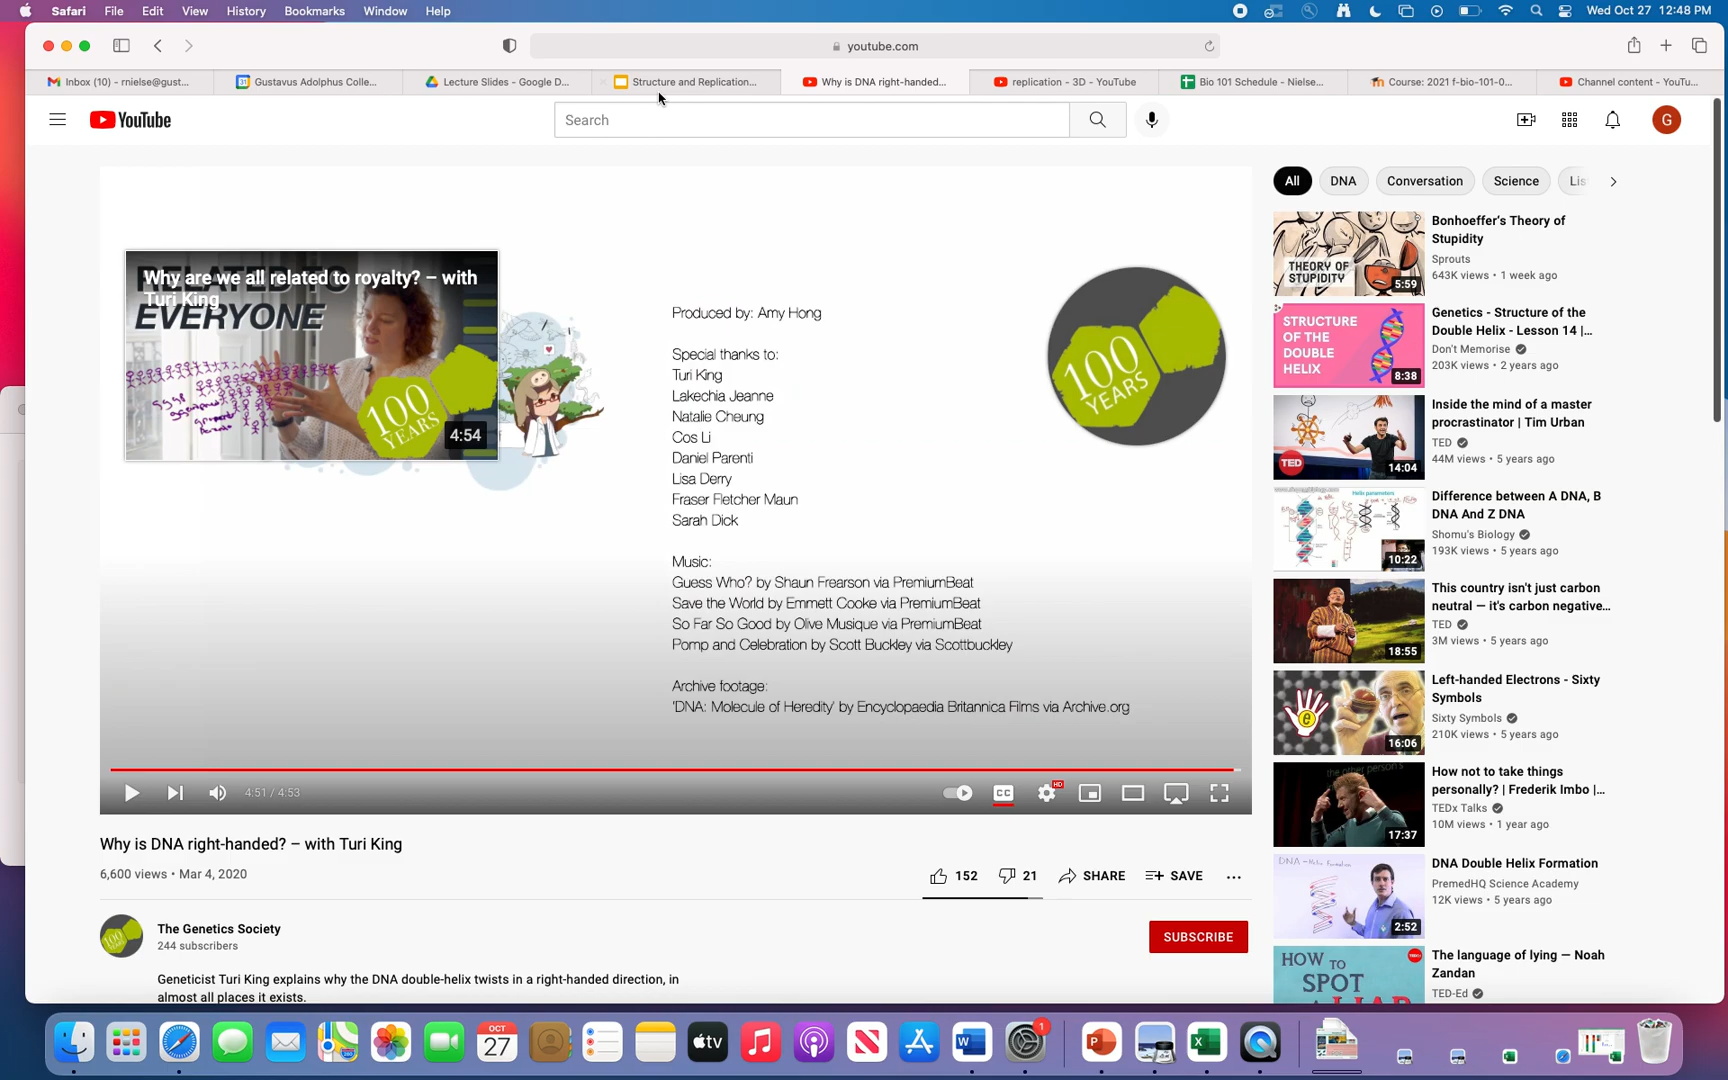 Safari File Edit View History Bookmarks Window Help
Wed Oct 27 12:48 PM
youtube.com
Inbox (10) - rnielse@gust...
Gustavus Adolphus Colle...
Lecture Slides - Google D...
Structure and Replication...
Why is DNA right-handed...
replication - 3D - YouTube
Bio 101 Schedule - Nielse...
Course: 2021 f-bio-101-0...
Channel content - YouTu...
YouTube
Search
G
Why are we all related to royalty? – with
Turi King
RELATED TO
EVERYONE
100
YEARS
4:54
Produced by: Amy Hong
Special thanks to:
Turi King
Lakechia Jeanne
Natalie Cheung
Cos Li
Daniel Parenti
Lisa Derry
Fraser Fletcher Maun
Sarah Dick
Music:
Guess Who? by Shaun Frearson via PremiumBeat
Save the World by Emmett Cooke via PremiumBeat
So Far So Good by Olive Musique via PremiumBeat
Pomp and Celebration by Scott Buckley via Scottbuckley
Archive footage:
'DNA: Molecule of Heredity' by Encyclopaedia Britannica Films via Archive.org
100
YEARS
4:51 / 4:53
CC
HD
Why is DNA right-handed? – with Turi King
6,600 views • Mar 4, 2020
152
21
SHARE
SAVE
The Genetics Society
244 subscribers
SUBSCRIBE
Geneticist Turi King explains why the DNA double-helix twists in a right-handed direction, in
almost all places it exists.
All
DNA
Conversation
Science
Lis
THEORY OF
STUPIDITY
5:59
Bonhoeffer's Theory of
Stupidity
Sprouts
643K views • 1 week ago
STRUCTURE
OF THE
DOUBLE
HELIX
8:38
Genetics - Structure of the
Double Helix - Lesson 14 |...
Don't Memorise
203K views • 2 years ago
TED
14:04
Inside the mind of a master
procrastinator | Tim Urban
TED
44M views • 5 years ago
10:22
Difference between A DNA, B
DNA And Z DNA
Shomu's Biology
193K views • 5 years ago
18:55
This country isn't just carbon
neutral — it's carbon negative...
TED
3M views • 5 years ago
e
16:06
Left-handed Electrons - Sixty
Symbols
Sixty Symbols
210K views • 5 years ago
the other person's
17:37
How not to take things
personally? | Frederik Imbo |...
TEDx Talks
10M views • 1 year ago
2:52
DNA Double Helix Formation
PremedHQ Science Academy
12K views • 5 years ago
HOW TO
SPOT
A LIAR
The language of lying — Noah
Zandan
TED-Ed
OCT
27
tv
1